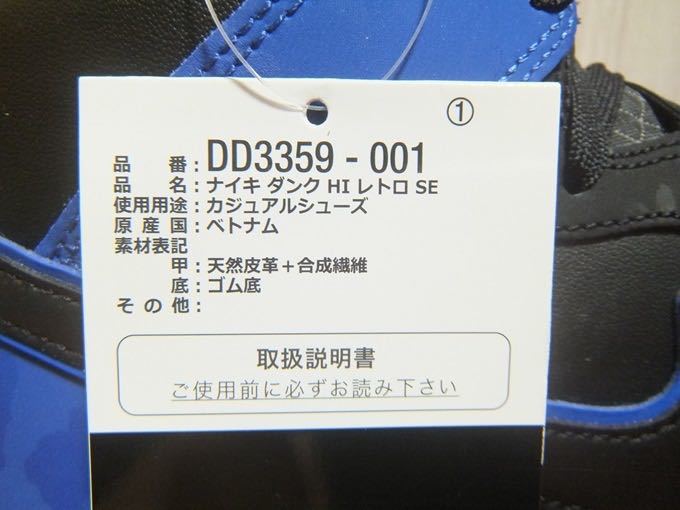 ①
品 番:DD3359-001
品 名:ナイキ ダンク HI レトロ SE
使用用途:カジュアルシューズ
原 産 国:ベトナム
素材表記
甲:天然皮革+合成繊維
底:ゴム底
そ の 他:
取扱説明書
ご使用前に必ずお読み下さい